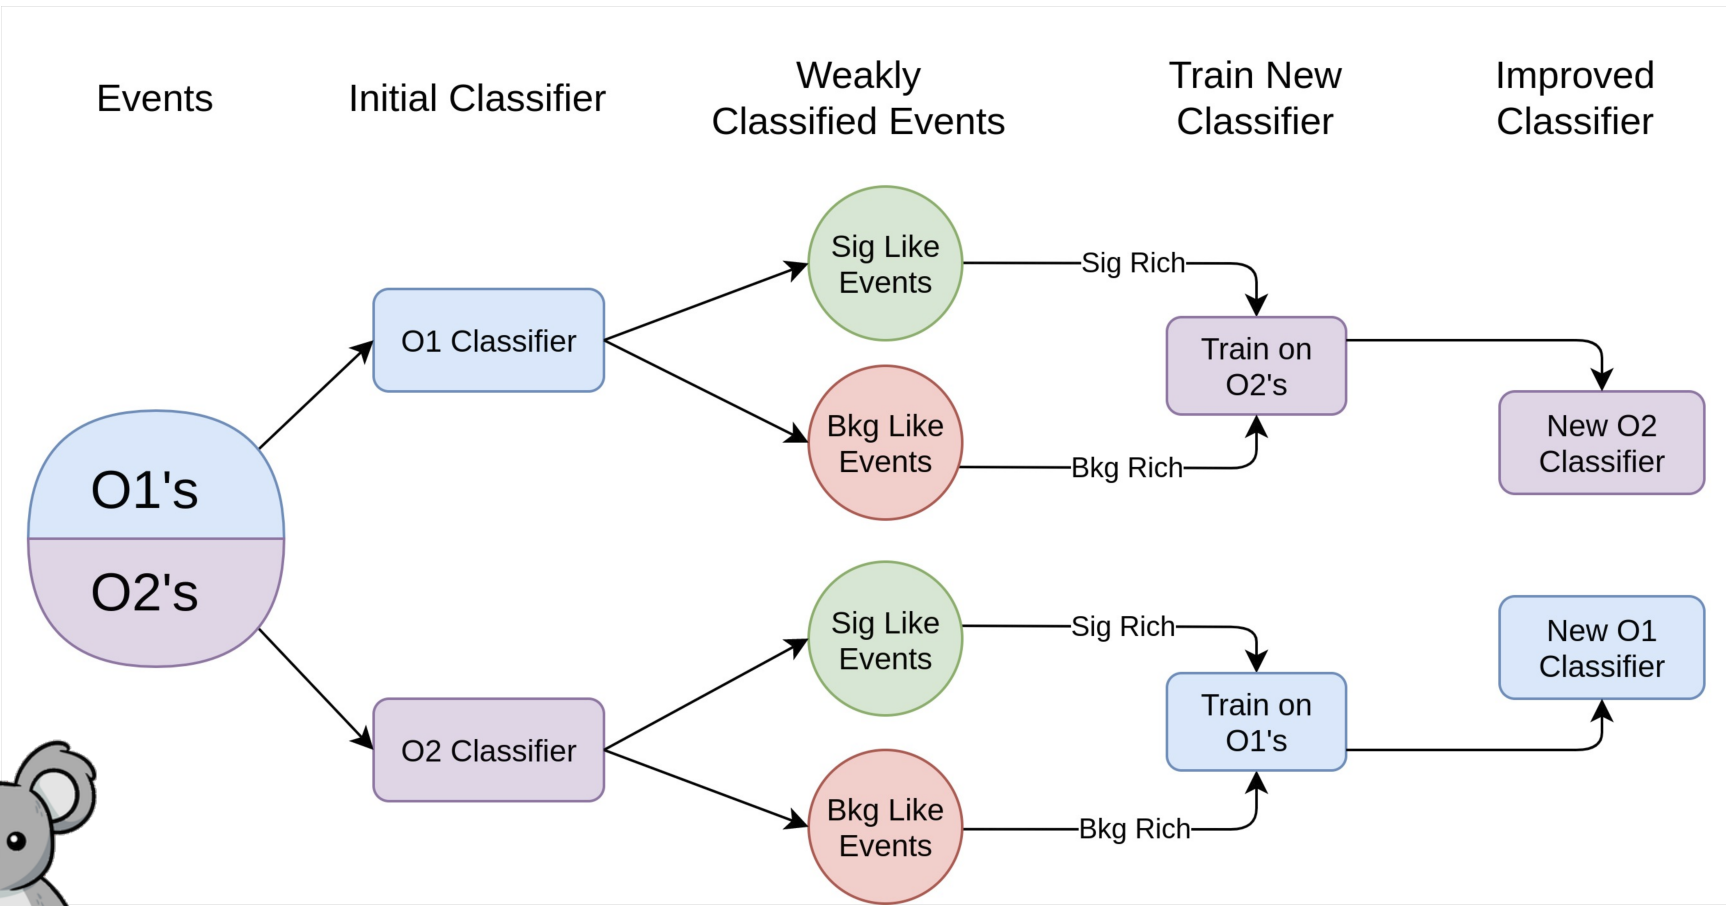 Events
Initial Classifier
Weakly
Classified Events
Train New
Classifier
Improved
Classifier
O1's
O2's
O1 Classifier
Sig Like
Events
Bkg Like
Events
Sig Rich
Bkg Rich
Train on
O2's
New O2
Classifier
O2 Classifier
Sig Like
Events
Bkg Like
Events
Sig Rich
Bkg Rich
Train on
O1's
New O1
Classifier